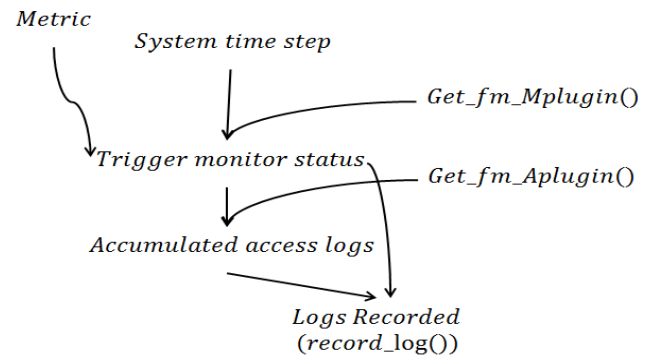 Metric
System time step
Get_fm_Mplugin()
Trigger monitor status
Get_fm_Aplugin()
Accumulated access logs
Logs Recorded
(record_log())